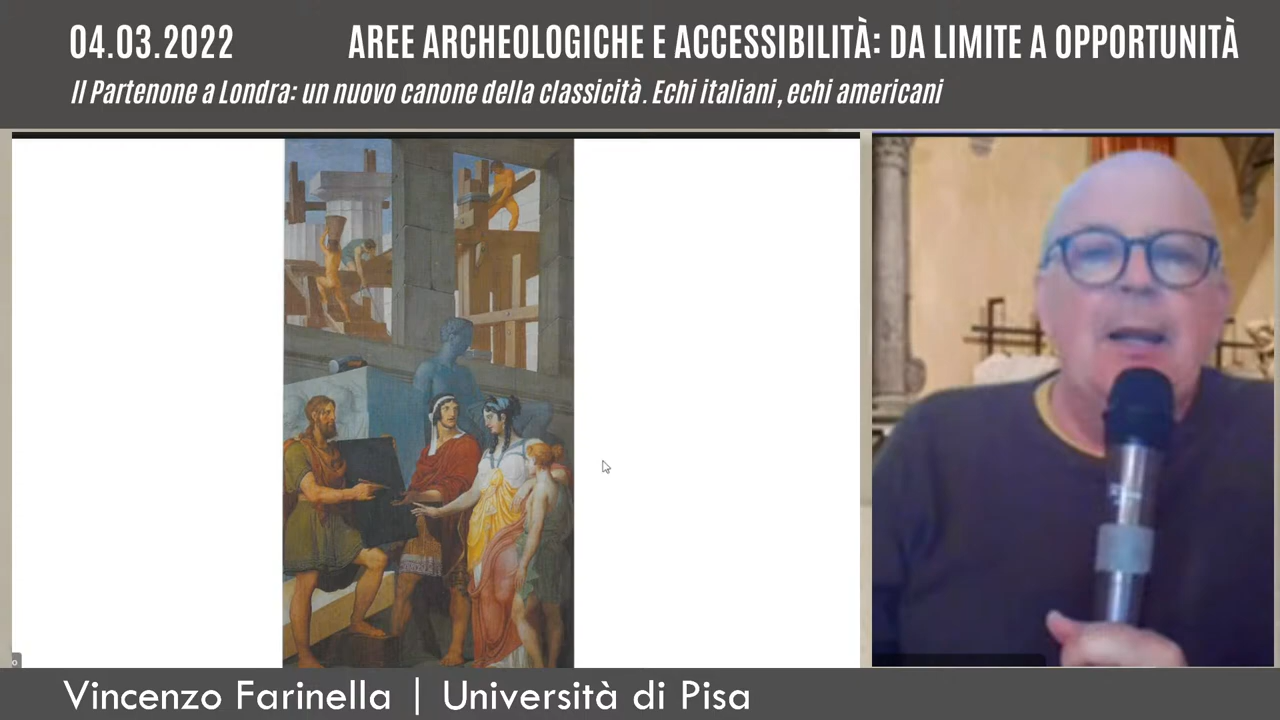 04.03.2022
AREE ARCHEOLOGICHE E ACCESSIBILITÀ: DA LIMITE A OPPORTUNITÀ
Il Partenone a Londra: un nuovo canone della classicità. Echi italiani, echi americani
o
Vincenzo Farinella | Università di Pisa